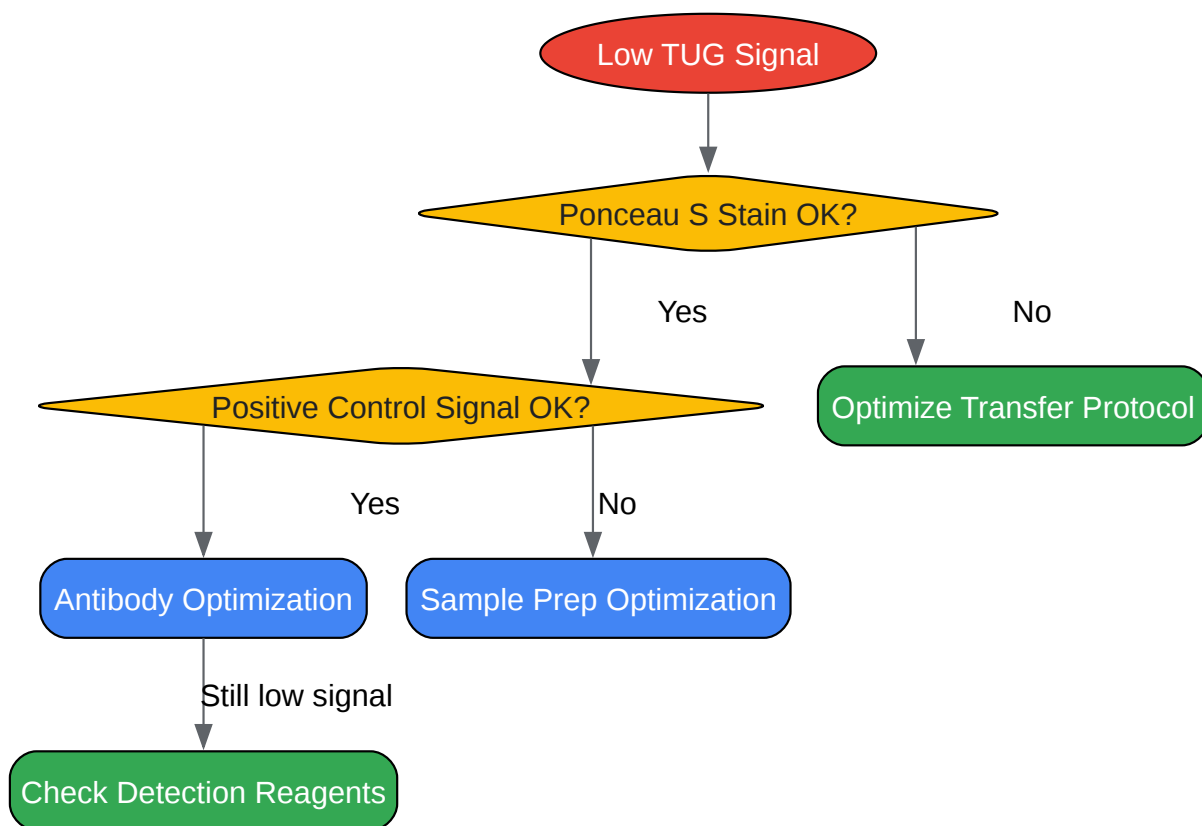 Low TUG Signal
Ponceau S Stain OK?
Yes
No
Positive Control Signal OK?
Optimize Transfer Protocol
Yes
No
Antibody Optimization
Sample Prep Optimization
Still low signal
Check Detection Reagents